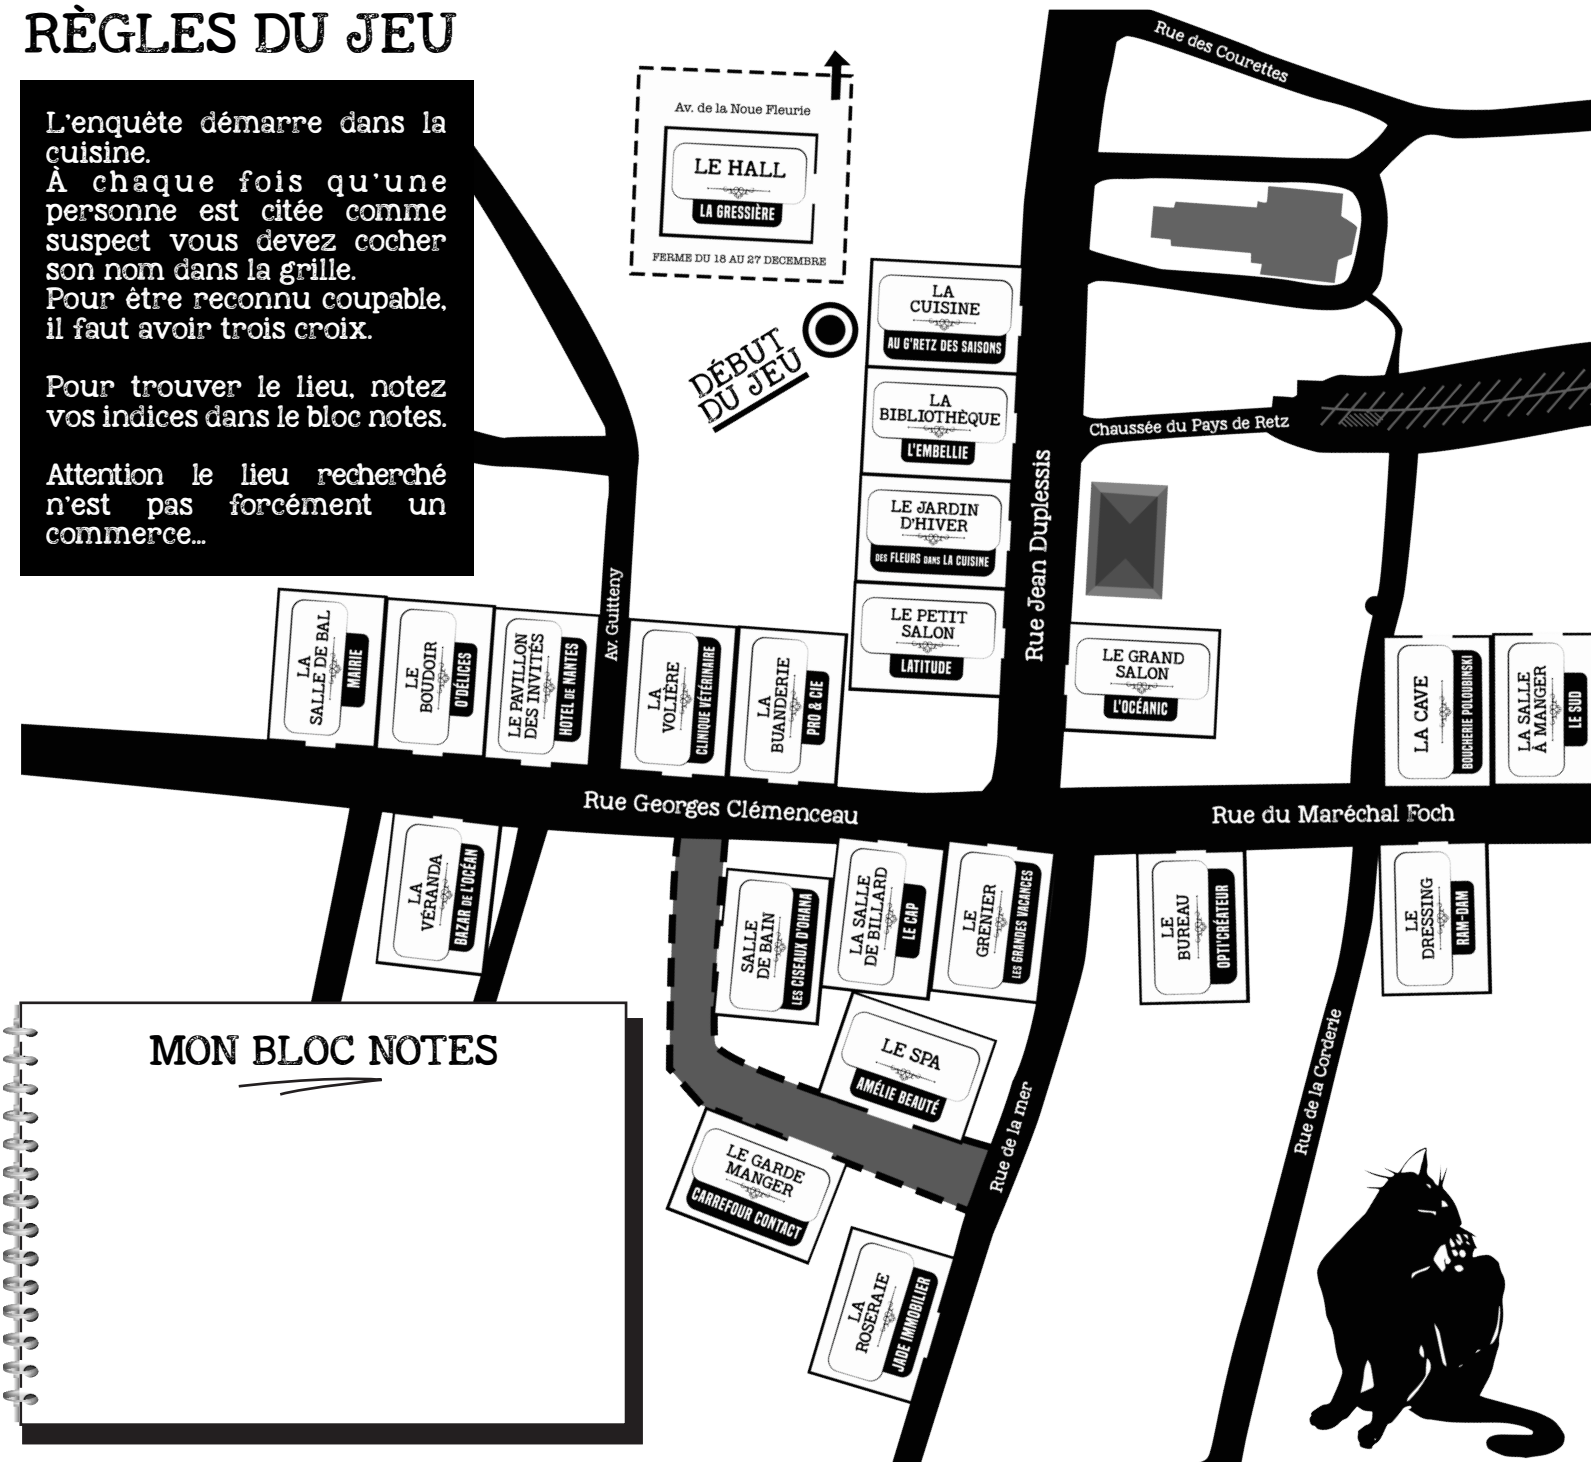 RÈGLES DU JEU
L'enquête démarre dans la
cuisine.
À chaque fois qu'une
personne est citée comme
suspect vous devez cocher
son nom dans la grille.
Pour être reconnu coupable,
il faut avoir trois croix.
Pour trouver le lieu, notez
vos indices dans le bloc notes.
Attention le lieu recherché
n'est pas forcément un
commerce...
Av. de la Noue Fleurie
LE HALL
LA GRESSIÈRE
FERME DU 18 AU 27 DECEMBRE
DÉBUT
DU JEU
Rue des Courettes
LA
CUISINE
AU G'RETZ DES SAISONS
LA
BIBLIOTHÈQUE
L'EMBELLIE
LE JARDIN
D'HIVER
DES FLEURS DANS LA CUISINE
LE PETIT
SALON
LATITUDE
Rue Jean Duplessis
Chaussée du Pays de Retz
LE GRAND
SALON
L'OCÉANIC
LA
SALLE DE BAL
MAIRIE
LE
BOUDOIR
O'DÉLICES
LE PAVILLON
DES INVITÉS
HOTEL DE NANTES
Av. Guitteny
LA
VOLIÈRE
CLINIQUE VÉTÉRINAIRE
LA
BUANDERIE
PRO & CIE
LA CAVE
BOUCHERIE POLOUBINSKI
LA SALLE
À MANGER
LE SUD
Rue Georges Clémenceau
Rue du Maréchal Foch
LA
VÉRANDA
BAZAR DE L'OCÉAN
SALLE
DE BAIN
LES CISEAUX D'OHANA
LA SALLE
DE BILLARD
LE CAP
LE
GRENIER
LES GRANDES VACANCES
LE
BUREAU
OPTI'CRÉATEUR
LE
DRESSING
RAM-DAM
LE SPA
AMÉLIE BEAUTÉ
LE GARDE
MANGER
CARREFOUR CONTACT
LA
ROSERAIE
JADE IMMOBILIER
Rue de la mer
Rue de la Corderie
MON BLOC NOTES